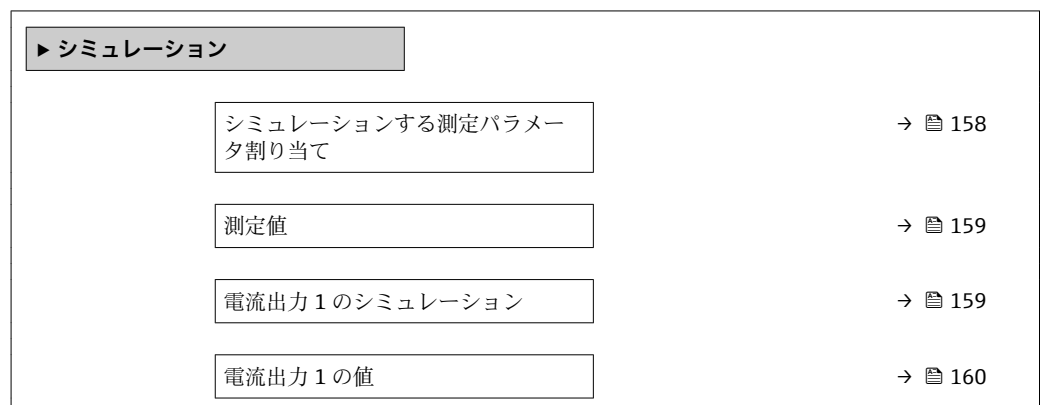 ▶ シミュレーション
シミュレーションする測定パラメー
タ割り当て
→ 158
測定値
→ 159
電流出力 1 のシミュレーション
→ 159
電流出力 1 の値
→ 160